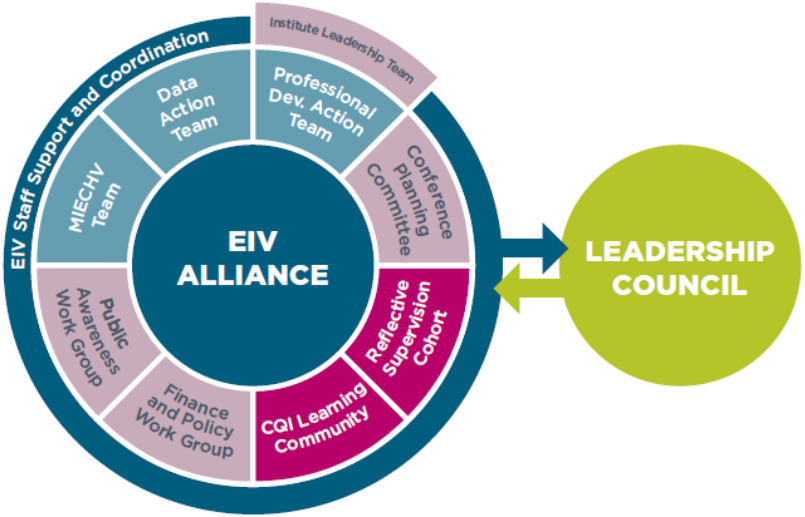 EIV Staff Support and Coordination
Institute Leadership Team
Data
Action
Team
Professional
Dev. Action
Team
MIECHV
Team
Conference
Planning
Committee
EIV
ALLIANCE
LEADERSHIP
COUNCIL
Public
Awareness
Work Group
Reflective
Supervision
Cohort
Finance
and Policy
Work Group
CQI Learning
Community